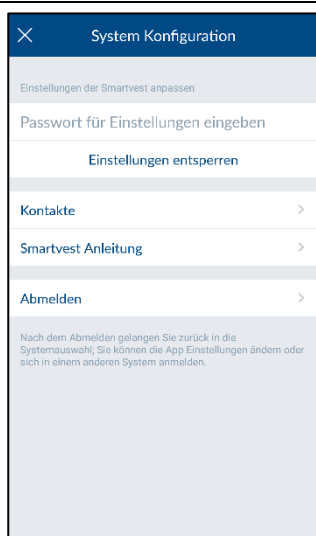 System Konfiguration
Einstellungen der Smartvest anpassen
Passwort für Einstellungen eingeben
Einstellungen entsperren
Kontakte
Smartvest Anleitung
Abmelden
Nach dem Abmelden gelangen Sie zurück in die
Systemauswahl; Sie können die App Einstellungen ändern oder
sich in einem anderen System anmelden.